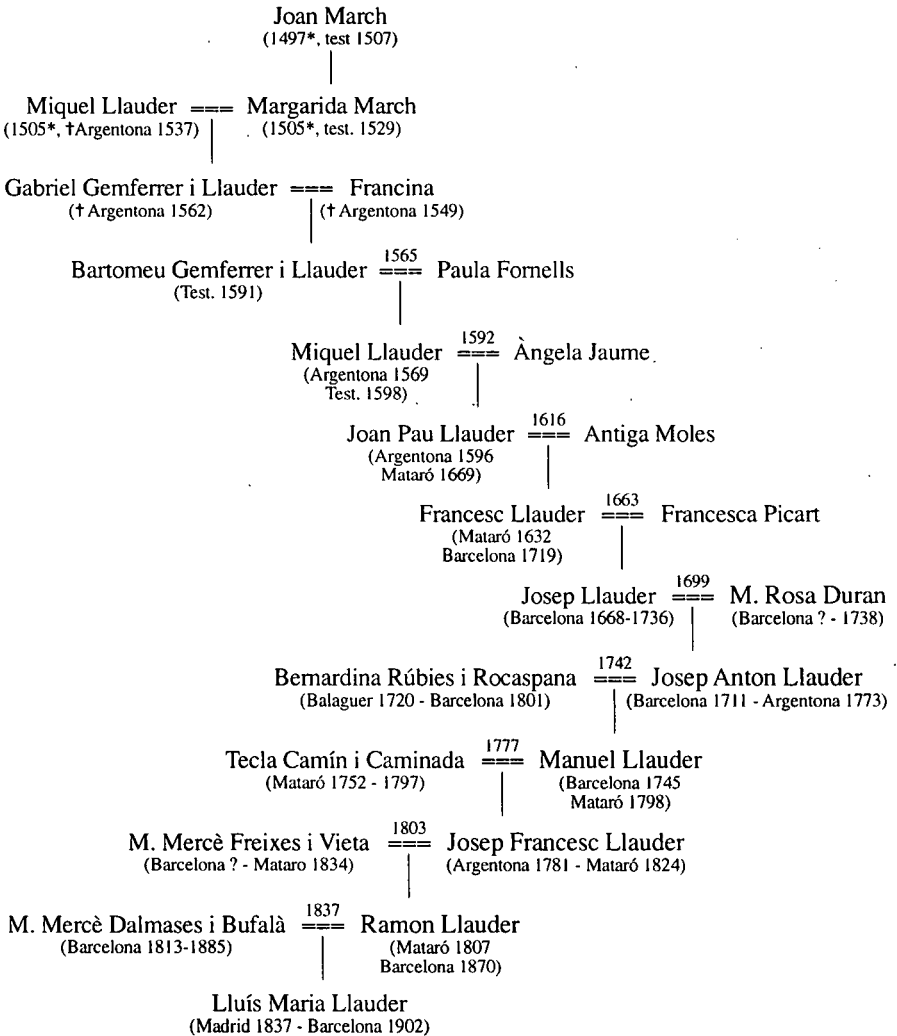 Joan March
(1497*, test 1507)
Miquel Llauder === Margarida March
(1505*, †Argentona 1537) (1505*, test. 1529)
Gabriel Gemferrer i Llauder === Francina
(† Argentona 1562) († Argentona 1549)
1565
Bartomeu Gemferrer i Llauder === Paula Fornells
(Test. 1591)
1592
Miquel Llauder === Àngela Jaume
(Argentona 1569
Test. 1598)
1616
Joan Pau Llauder === Antiga Moles
(Argentona 1596
Mataró 1669)
1663
Francesc Llauder === Francesca Picart
(Mataró 1632
Barcelona 1719)
1699
Josep Llauder === M. Rosa Duran
(Barcelona 1668-1736) (Barcelona ? - 1738)
1742
Bernardina Rúbies i Rocaspana === Josep Anton Llauder
(Balaguer 1720 - Barcelona 1801) (Barcelona 1711 - Argentona 1773)
1777
Tecla Camín i Caminada === Manuel Llauder
(Mataró 1752 - 1797) (Barcelona 1745
Mataró 1798)
1803
M. Mercè Freixes i Vieta === Josep Francesc Llauder
(Barcelona ? - Mataro 1834) (Argentona 1781 - Mataró 1824)
1837
M. Mercè Dalmases i Bufalà === Ramon Llauder
(Barcelona 1813-1885) (Mataró 1807
Barcelona 1870)
Lluís Maria Llauder
(Madrid 1837 - Barcelona 1902)